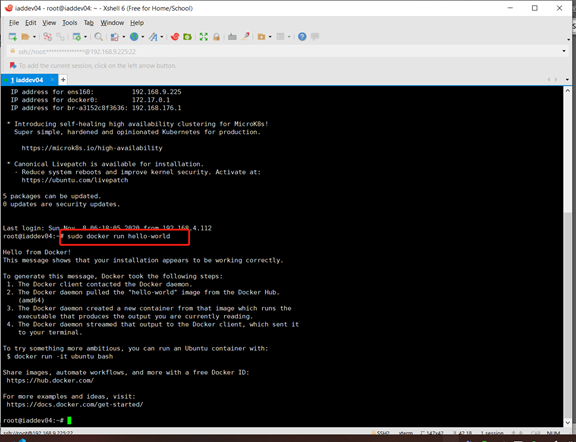 iaddev04 - root@iaddev04: ~ - Xshell 6 (Free for Home/School)
File Edit View Tools Tab Window Help
ssh://root:***************@192.168.9.225:22
To add the current session, click on the left arrow button.
1 iaddev04
IP address for ens160: 192.168.9.225
IP address for docker0: 172.17.0.1
IP address for br-a3152c8f3636: 192.168.176.1
* Introducing self-healing high availability clustering for MicroK8s!
Super simple, hardened and opinionated Kubernetes for production.
https://microk8s.io/high-availability
* Canonical Livepatch is available for installation.
- Reduce system reboots and improve kernel security. Activate at:
https://ubuntu.com/livepatch
5 packages can be updated.
0 updates are security updates.
Last login: Sun Nov 8 06:18:05 2020 from 192.168.4.112
root@iaddev04:~# sudo docker run hello-world
Hello from Docker!
This message shows that your installation appears to be working correctly.
To generate this message, Docker took the following steps:
1. The Docker client contacted the Docker daemon.
2. The Docker daemon pulled the "hello-world" image from the Docker Hub.
(amd64)
3. The Docker daemon created a new container from that image which runs the
executable that produces the output you are currently reading.
4. The Docker daemon streamed that output to the Docker client, which sent it
to your terminal.
To try something more ambitious, you can run an Ubuntu container with:
$ docker run -it ubuntu bash
Share images, automate workflows, and more with a free Docker ID:
https://hub.docker.com/
For more examples and ideas, visit:
https://docs.docker.com/get-started/
root@iaddev04:~#
ssh://root@192.168.9.225:22 SSH2 xterm 147x42 42,18 1 session CAP NUM